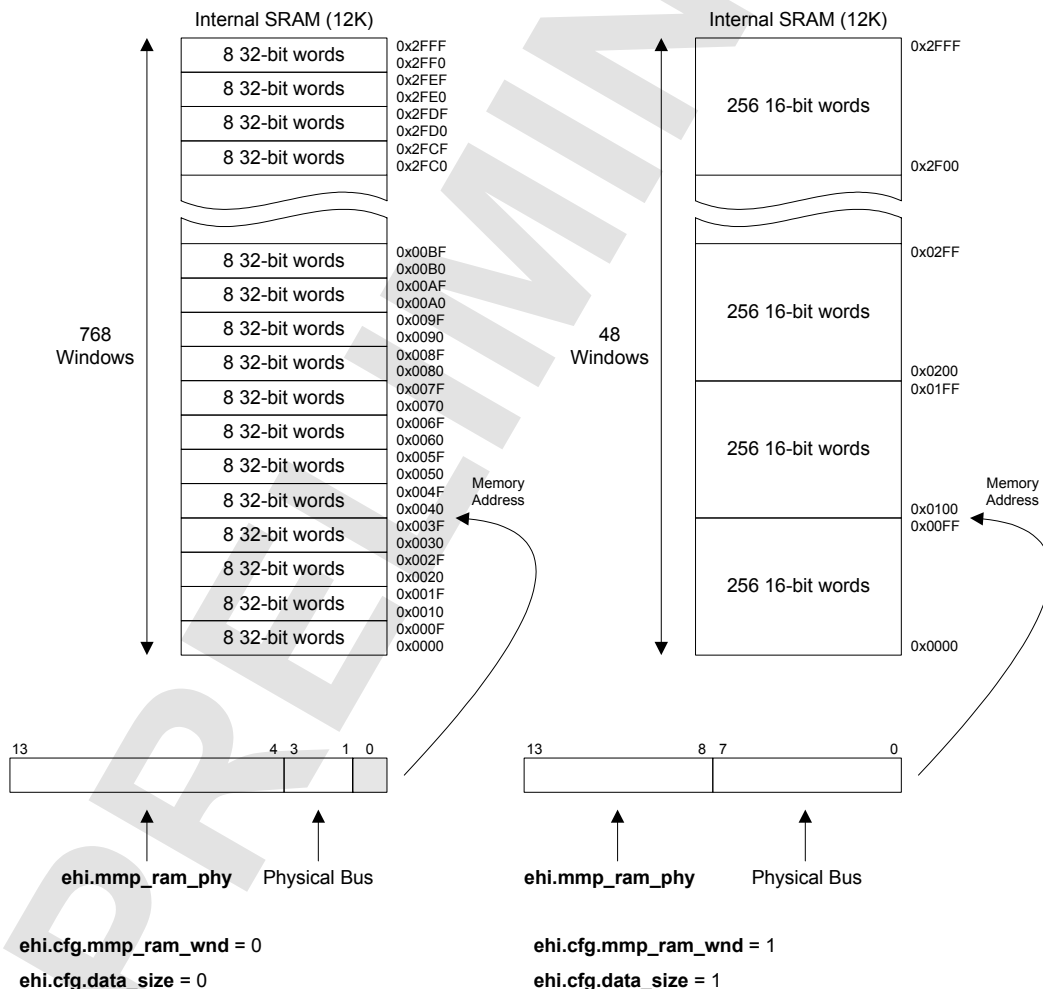 Internal SRAM (12K)
8 32-bit words
0x2FFF
0x2FF0
8 32-bit words
0x2FEF
0x2FE0
8 32-bit words
0x2FDF
0x2FD0
8 32-bit words
0x2FCF
0x2FC0
8 32-bit words
0x00BF
0x00B0
8 32-bit words
0x00AF
0x00A0
8 32-bit words
0x009F
0x0090
8 32-bit words
0x008F
0x0080
8 32-bit words
0x007F
0x0070
8 32-bit words
0x006F
0x0060
8 32-bit words
0x005F
0x0050
8 32-bit words
0x004F
0x0040
8 32-bit words
0x003F
0x0030
8 32-bit words
0x002F
0x0020
8 32-bit words
0x001F
0x0010
8 32-bit words
0x000F
0x0000
768
Windows
Memory
Address
13 4 3 1 0
ehi.mmp_ram_phy Physical Bus
ehi.cfg.mmp_ram_wnd = 0
ehi.cfg.data_size = 0
Internal SRAM (12K)
0x2FFF
256 16-bit words
0x2F00
0x02FF
256 16-bit words
0x0200
0x01FF
256 16-bit words
0x0100
0x00FF
256 16-bit words
0x0000
48
Windows
Memory
Address
13 8 7 0
ehi.mmp_ram_phy Physical Bus
ehi.cfg.mmp_ram_wnd = 1
ehi.cfg.data_size = 1
PRELIMIN